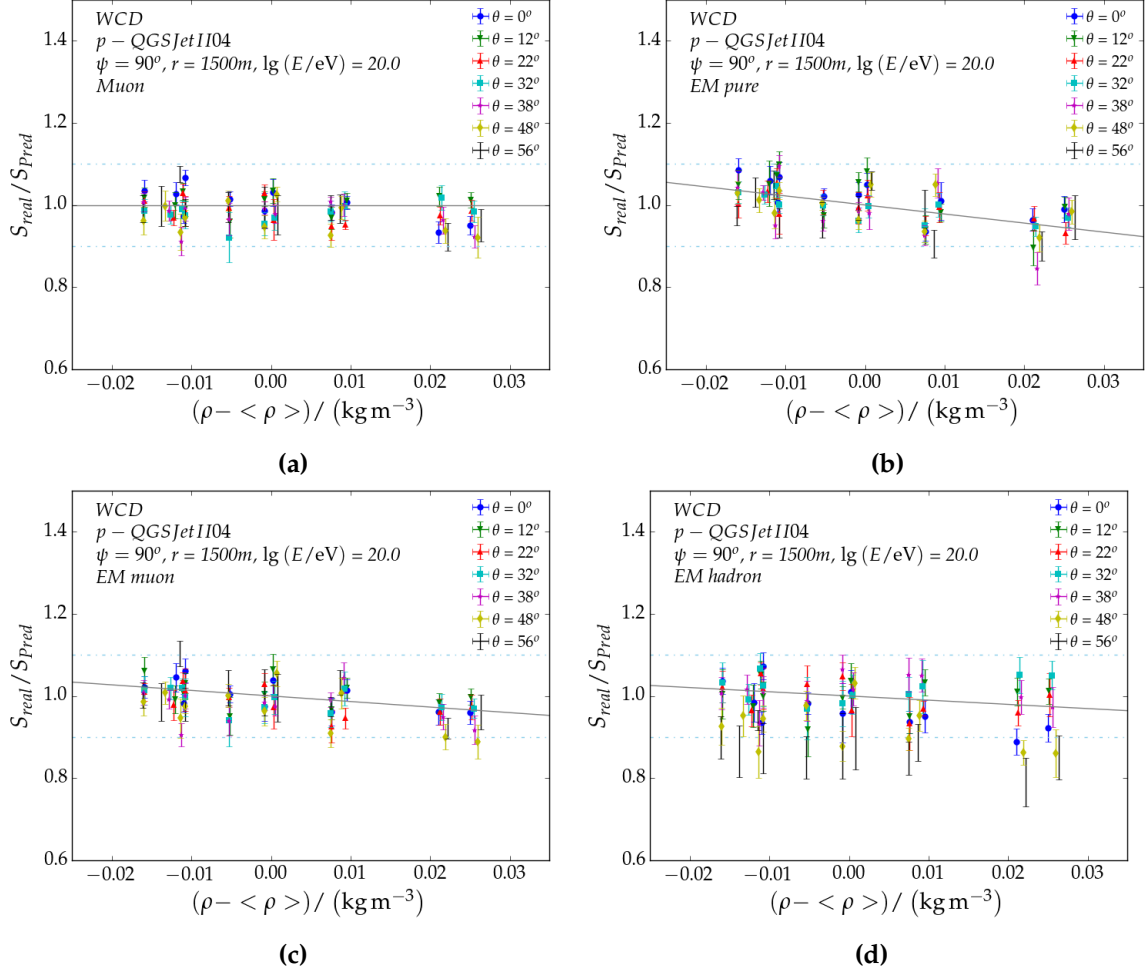 WCD
p − QGSJetII04
ψ = 90°, r = 1500m, lg (E/eV) = 20.0
Muon
θ = 0°
θ = 12°
θ = 22°
θ = 32°
θ = 38°
θ = 48°
θ = 56°
1.4
1.2
1.0
0.8
0.6
S_real / S_Pred
−0.02 −0.01 0.00 0.01 0.02 0.03
(ρ− < ρ >)/ (kg m⁻³)
(a)
WCD
p − QGSJetII04
ψ = 90°, r = 1500m, lg (E/eV) = 20.0
EM pure
θ = 0°
θ = 12°
θ = 22°
θ = 32°
θ = 38°
θ = 48°
θ = 56°
1.4
1.2
1.0
0.8
0.6
S_real / S_Pred
−0.02 −0.01 0.00 0.01 0.02 0.03
(ρ− < ρ >)/ (kg m⁻³)
(b)
WCD
p − QGSJetII04
ψ = 90°, r = 1500m, lg (E/eV) = 20.0
EM muon
θ = 0°
θ = 12°
θ = 22°
θ = 32°
θ = 38°
θ = 48°
θ = 56°
1.4
1.2
1.0
0.8
0.6
S_real / S_Pred
−0.02 −0.01 0.00 0.01 0.02 0.03
(ρ− < ρ >)/ (kg m⁻³)
(c)
WCD
p − QGSJetII04
ψ = 90°, r = 1500m, lg (E/eV) = 20.0
EM hadron
θ = 0°
θ = 12°
θ = 22°
θ = 32°
θ = 38°
θ = 48°
θ = 56°
1.4
1.2
1.0
0.8
0.6
S_real / S_Pred
−0.02 −0.01 0.00 0.01 0.02 0.03
(ρ− < ρ >)/ (kg m⁻³)
(d)